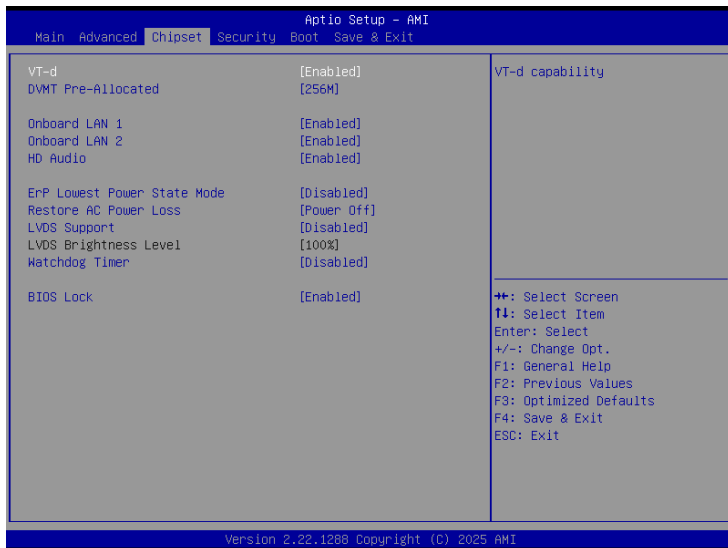 Aptio Setup – AMI
Main Advanced Chipset Security Boot Save & Exit
VT-d [Enabled]
DVMT Pre-Allocated [256M]
Onboard LAN 1 [Enabled]
Onboard LAN 2 [Enabled]
HD Audio [Enabled]
ErP Lowest Power State Mode [Disabled]
Restore AC Power Loss [Power Off]
LVDS Support [Disabled]
LVDS Brightness Level [100%]
Watchdog Timer [Disabled]
BIOS Lock [Enabled]
VT-d capability
→←: Select Screen
↑↓: Select Item
Enter: Select
+/-: Change Opt.
F1: General Help
F2: Previous Values
F3: Optimized Defaults
F4: Save & Exit
ESC: Exit
Version 2.22.1288 Copyright (C) 2025 AMI